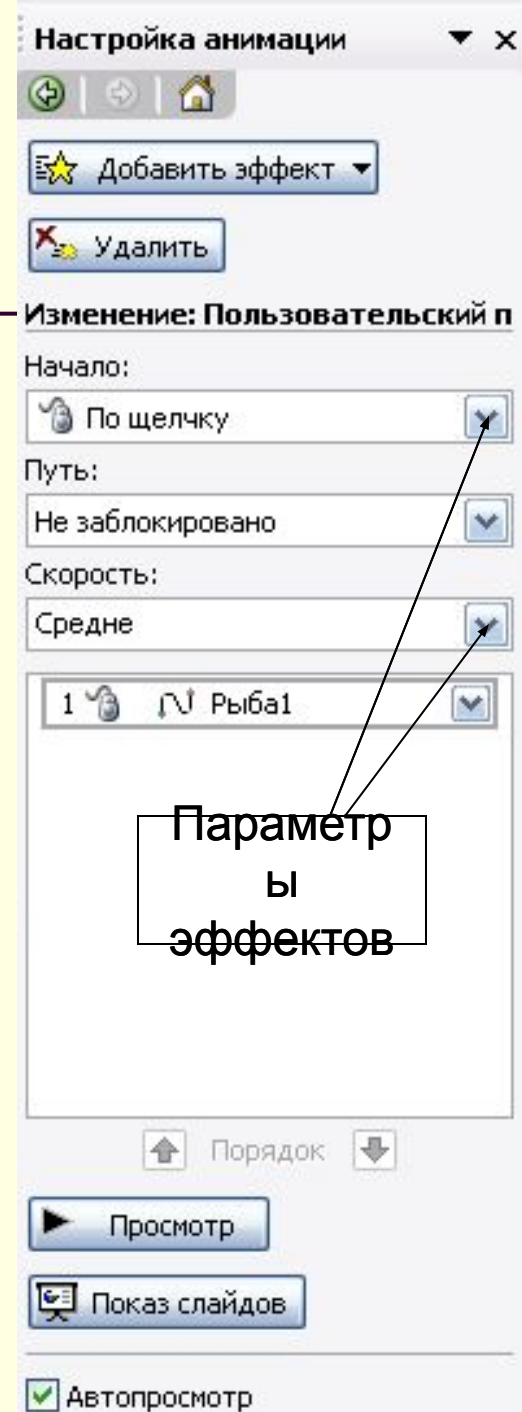 Настройка анимации
Добавить эффект
Удалить
Изменение: Пользовательский п
Начало:
По щелчку
Путь:
Не заблокировано
Скорость:
Средне
1 Рыба1
Параметр
ы
эффектов
Порядок
Просмотр
Показ слайдов
Автопросмотр